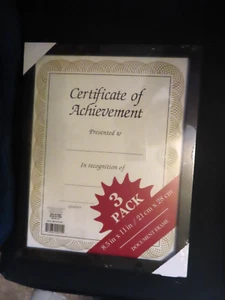 Certificate of
Achievement
Presented to
In recognition of
3
PACK
8.5 in x 11 in / 21 cm x 28 cm
DOCUMENT FRAME